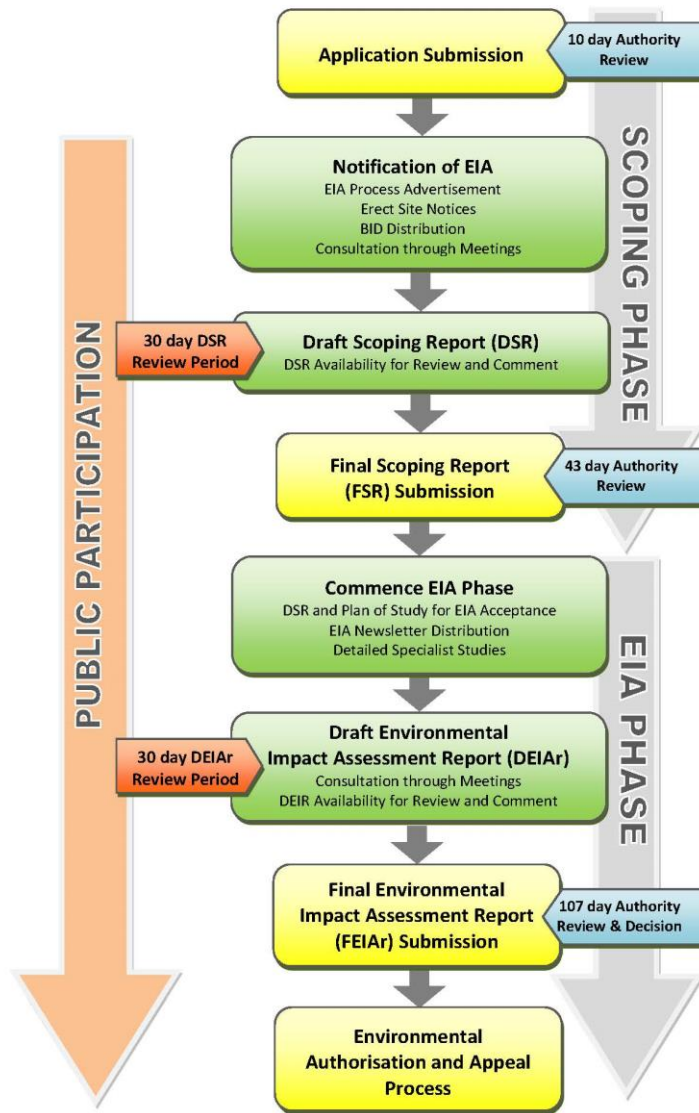 Application Submission
10 day Authority
Review
SCOPING PHASE
Notification of EIA
EIA Process Advertisement
Erect Site Notices
BID Distribution
Consultation through Meetings
PUBLIC PARTICIPATION
30 day DSR
Review Period
Draft Scoping Report (DSR)
DSR Availability for Review and Comment
Final Scoping Report
(FSR) Submission
43 day Authority
Review
Commence EIA Phase
DSR and Plan of Study for EIA Acceptance
EIA Newsletter Distribution
Detailed Specialist Studies
EIA PHASE
30 day DEIAr
Review Period
Draft Environmental
Impact Assessment Report (DEIAr)
Consultation through Meetings
DEIR Availability for Review and Comment
Final Environmental
Impact Assessment Report
(FEIAr) Submission
107 day Authority
Review & Decision
Environmental
Authorisation and Appeal
Process